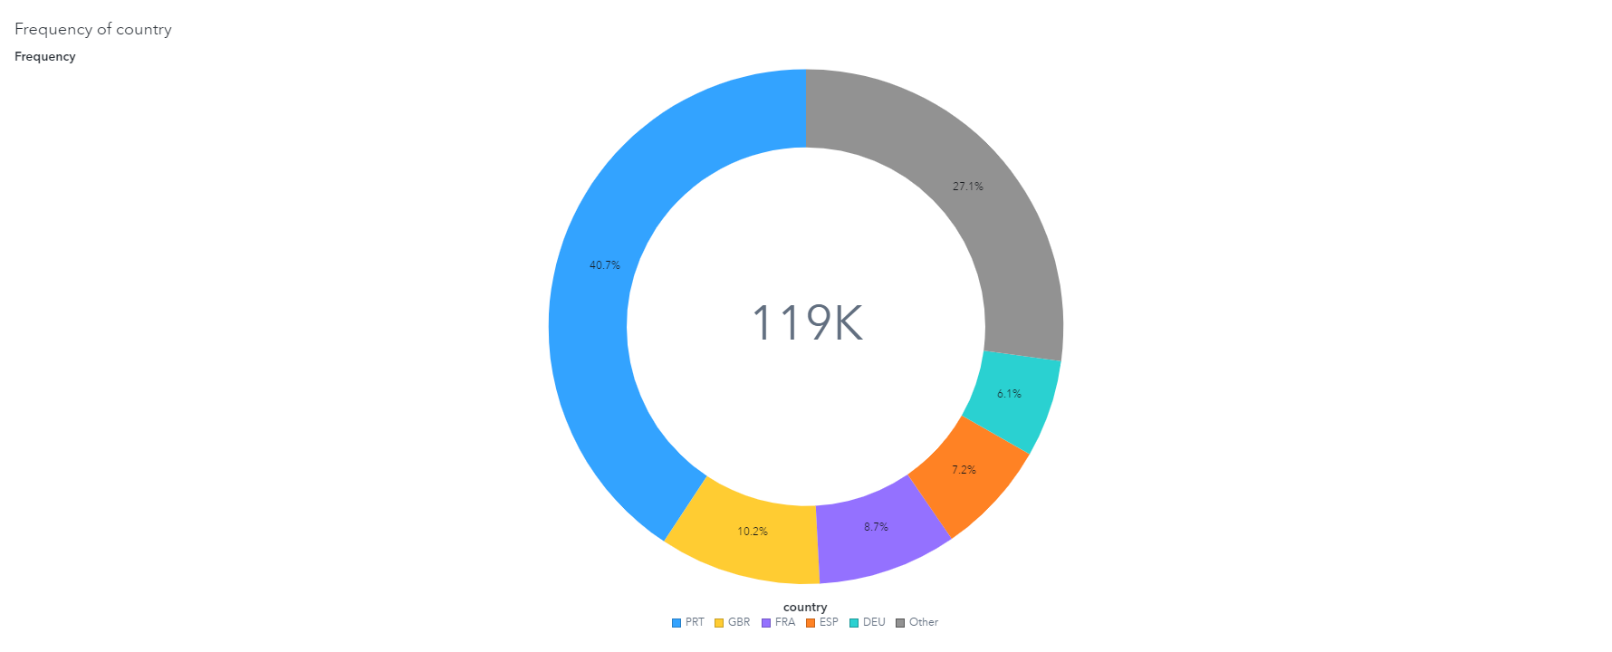 Frequency of country
Frequency
27.1%
40.7%
119K
6.1%
7.2%
8.7%
10.2%
country
PRT GBR FRA ESP DEU Other